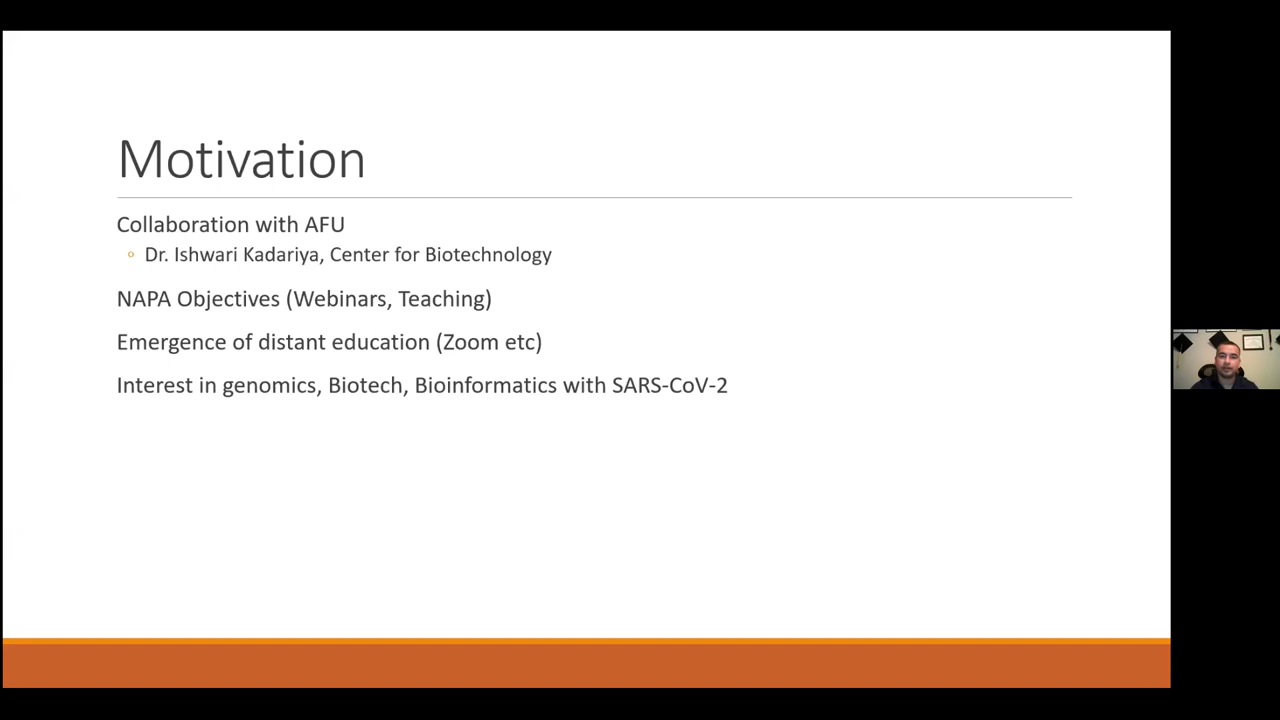 Motivation
Collaboration with AFU
Dr. Ishwari Kadariya, Center for Biotechnology
NAPA Objectives (Webinars, Teaching)
Emergence of distant education (Zoom etc)
Interest in genomics, Biotech, Bioinformatics with SARS-CoV-2